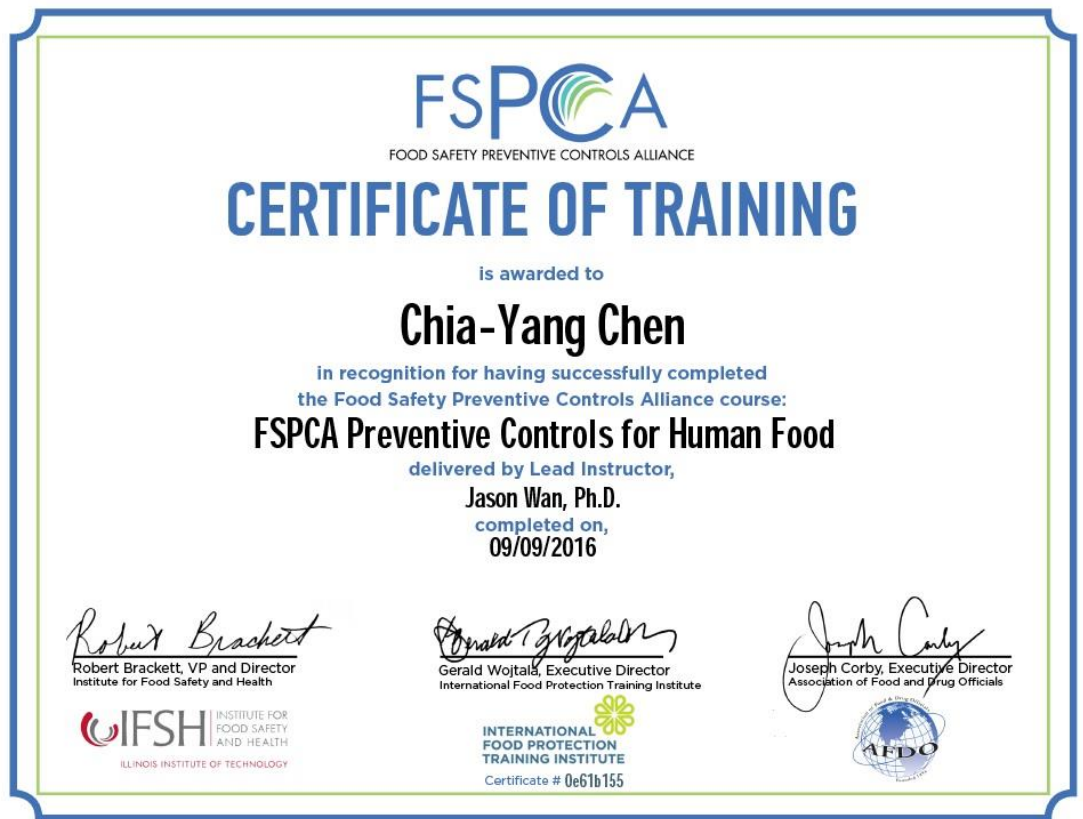 FSPCA
FOOD SAFETY PREVENTIVE CONTROLS ALLIANCE
CERTIFICATE OF TRAINING
is awarded to
Chia-Yang Chen
in recognition for having successfully completed
the Food Safety Preventive Controls Alliance course:
FSPCA Preventive Controls for Human Food
delivered by Lead Instructor,
Jason Wan, Ph.D.
completed on,
09/09/2016
Robert Brackett
Robert Brackett, VP and Director
Institute for Food Safety and Health
IFSH
INSTITUTE FOR
FOOD SAFETY
AND HEALTH
ILLINOIS INSTITUTE OF TECHNOLOGY
Gerald Wojtala, Executive Director
International Food Protection Training Institute
INTERNATIONAL
FOOD PROTECTION
TRAINING INSTITUTE
Certificate # 0e61b155
Joseph Corby
Joseph Corby, Executive Director
Association of Food and Drug Officials
AFDO